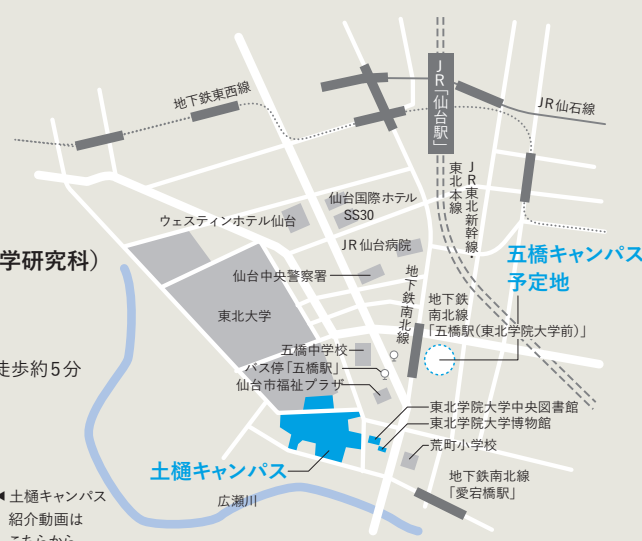 地下鉄東西線
JR「仙台駅」
JR仙石線
JR東北新幹線・
東北本線
仙台国際ホテル
SS30
ウェスティンホテル仙台
JR仙台病院
学研究科）
五橋キャンパス
予定地
仙台中央警察署
地下鉄南北線
地下鉄
南北線
「五橋駅（東北学院大学前）」
東北大学
五橋中学校
バス停「五橋駅」
仙台市福祉プラザ
徒歩約5分
東北学院大学中央図書館
東北学院大学博物館
荒町小学校
土樋キャンパス
地下鉄南北線
「愛宕橋駅」
広瀬川
◀ 土樋キャンパス
紹介動画は
こちらから